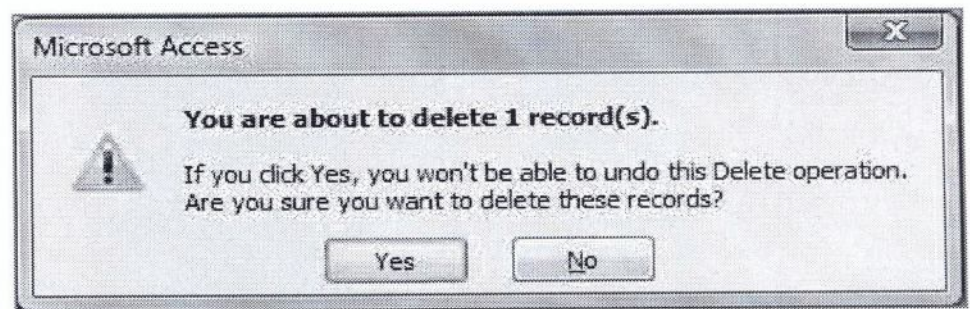 Microsoft Access
You are about to delete 1 record(s).
If you click Yes, you won't be able to undo this Delete operation.
Are you sure you want to delete these records?
Yes No